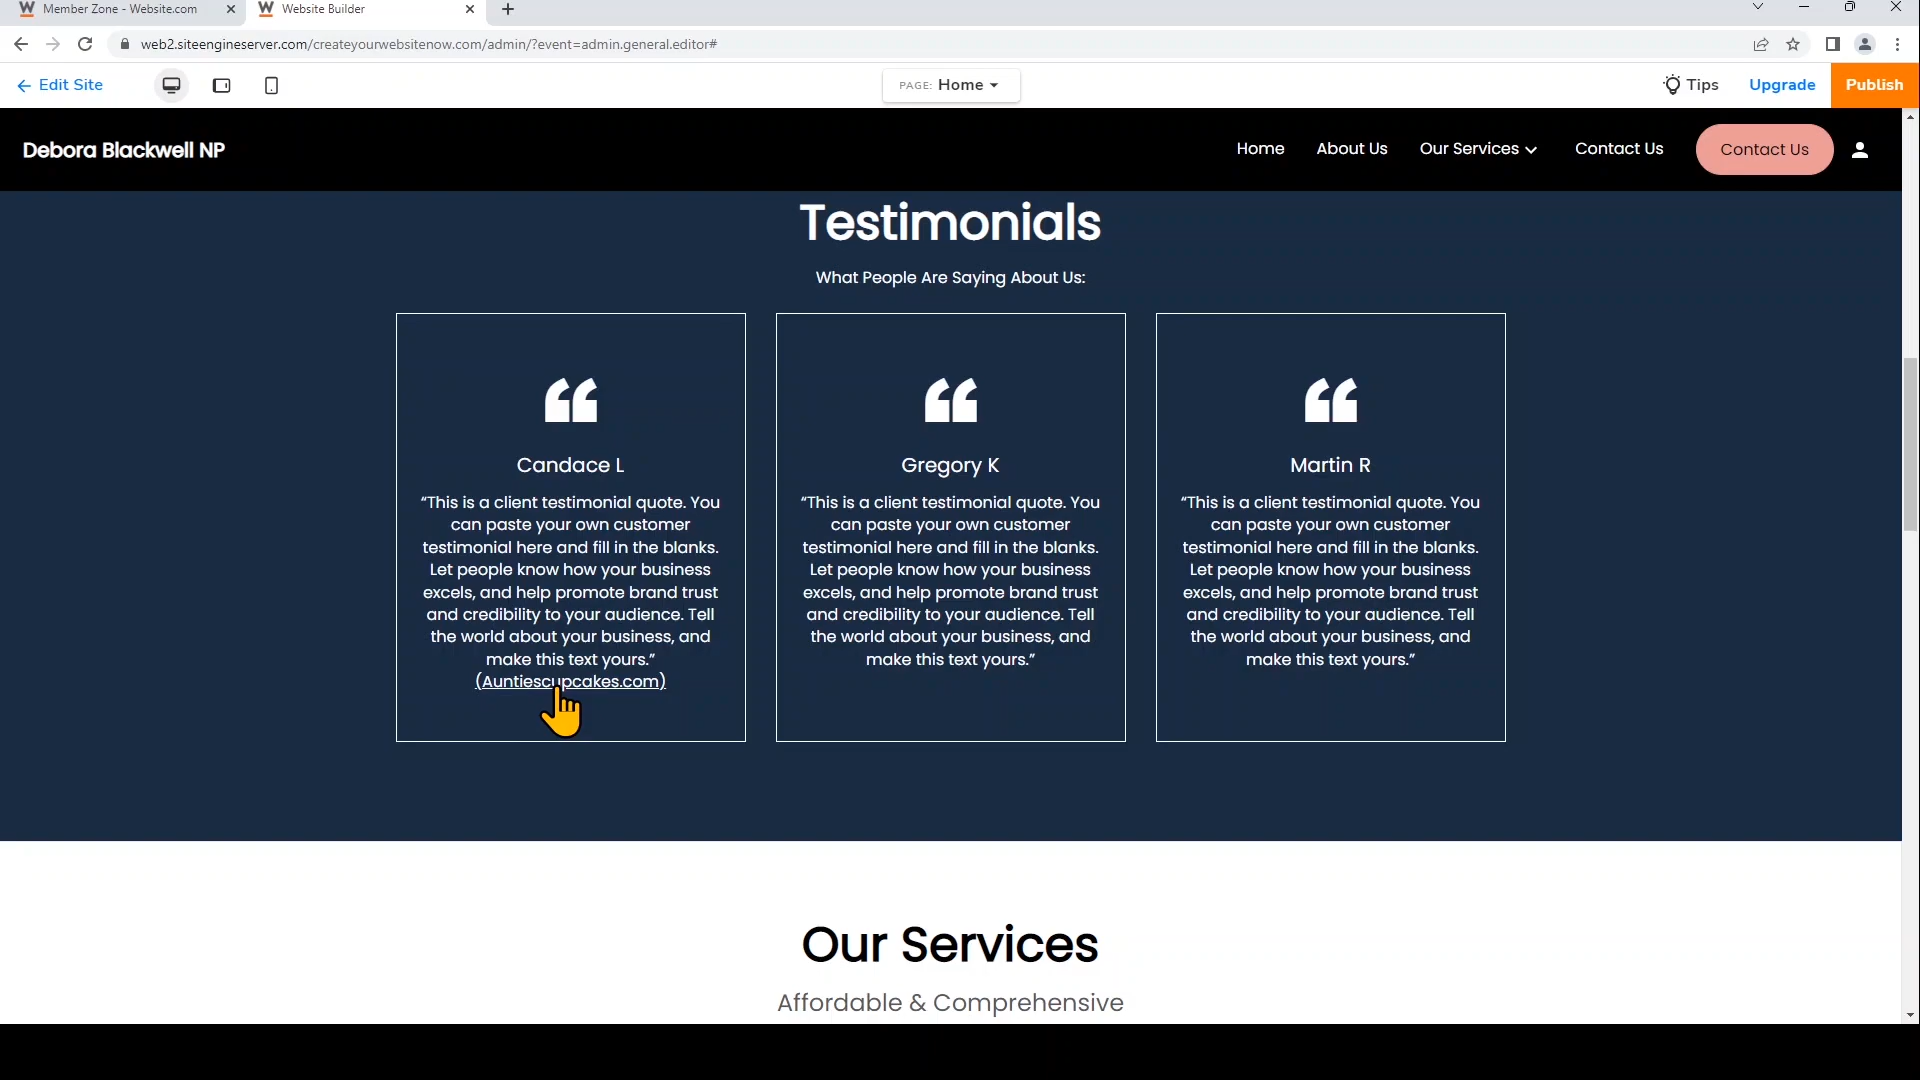 Member Zone - Website.com
Website Builder
web2.siteengineserver.com/createyourwebsitenow.com/admin/?event=admin.general.editor#
Edit Site
PAGE: Home
Tips
Upgrade
Publish
Debora Blackwell NP
Home
About Us
Our Services
Contact Us
Contact Us
Testimonials
What People Are Saying About Us:
Candace L
“This is a client testimonial quote. You
can paste your own customer
testimonial here and fill in the blanks.
Let people know how your business
excels, and help promote brand trust
and credibility to your audience. Tell
the world about your business, and
make this text yours.”
(Auntiescupcakes.com)
Gregory K
“This is a client testimonial quote. You
can paste your own customer
testimonial here and fill in the blanks.
Let people know how your business
excels, and help promote brand trust
and credibility to your audience. Tell
the world about your business, and
make this text yours.”
Martin R
“This is a client testimonial quote. You
can paste your own customer
testimonial here and fill in the blanks.
Let people know how your business
excels, and help promote brand trust
and credibility to your audience. Tell
the world about your business, and
make this text yours.”
Our Services
Affordable & Comprehensive